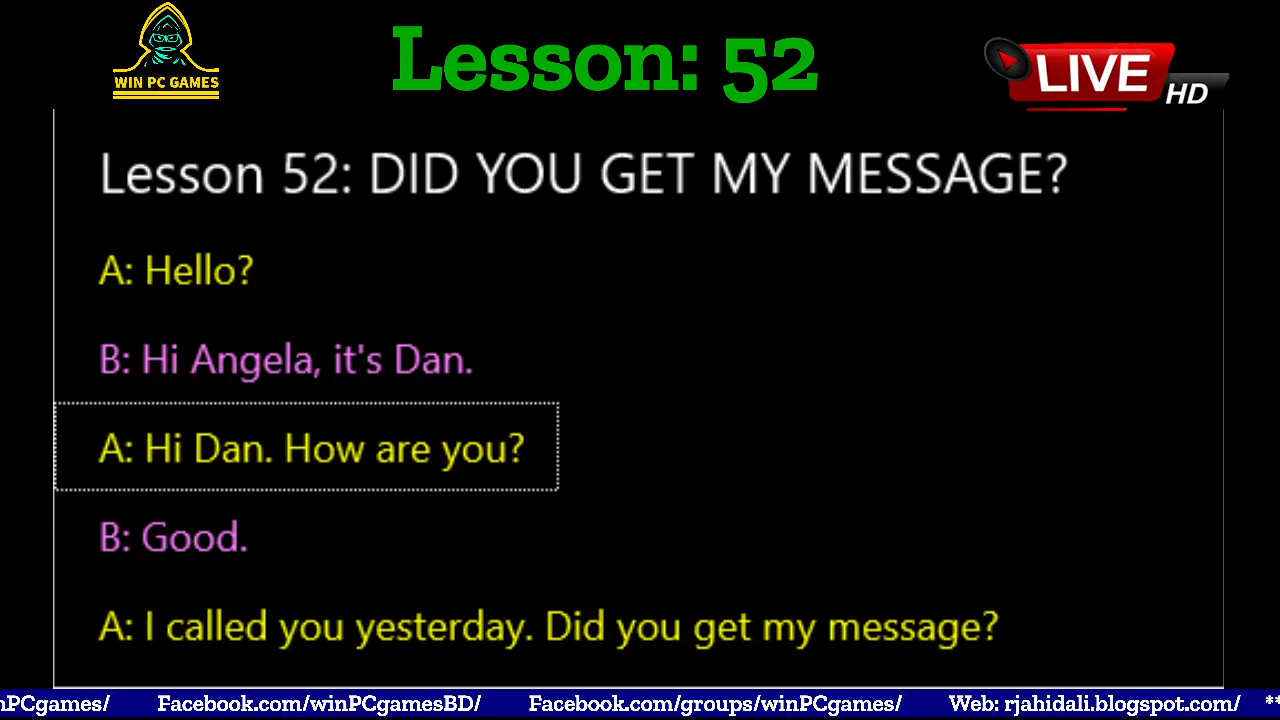 WIN PC GAMES
Lesson: 52
LIVE
HD
Lesson 52: DID YOU GET MY MESSAGE?
A: Hello?
B: Hi Angela, it's Dan.
A: Hi Dan. How are you?
B: Good.
A: I called you yesterday. Did you get my message?
nPCgames/ Facebook.com/winPCgamesBD/ Facebook.com/groups/winPCgames/ Web: rjahidali.blogspot.com/ **